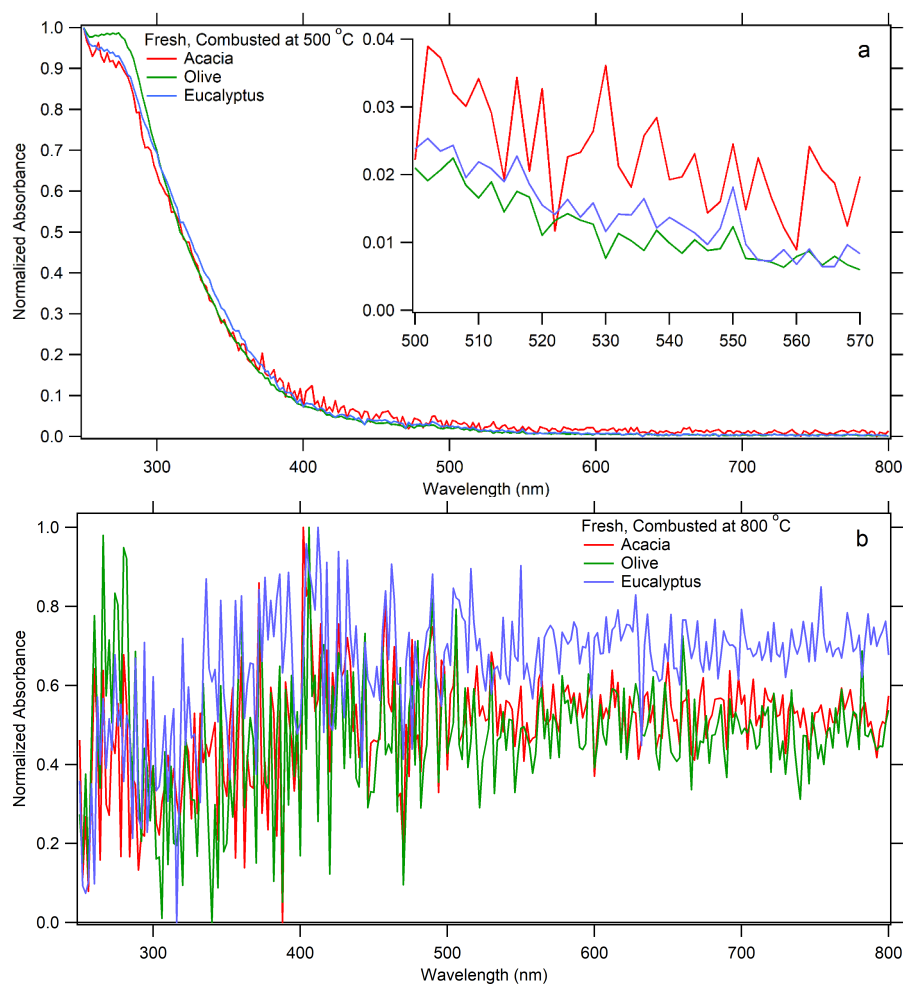 1.0
0.9
0.8
0.7
0.6
0.5
0.4
0.3
0.2
0.1
0.0
Normalized Absorbance
Fresh, Combusted at 500 °C
Acacia
Olive
Eucalyptus
a
0.04
0.03
0.02
0.01
0.00
500 510 520 530 540 550 560 570
300 400 500 600 700 800
Wavelength (nm)
1.0
0.8
0.6
0.4
0.2
0.0
Normalized Absorbance
Fresh, Combusted at 800 °C
Acacia
Olive
Eucalyptus
b
300 400 500 600 700 800
Wavelength (nm)